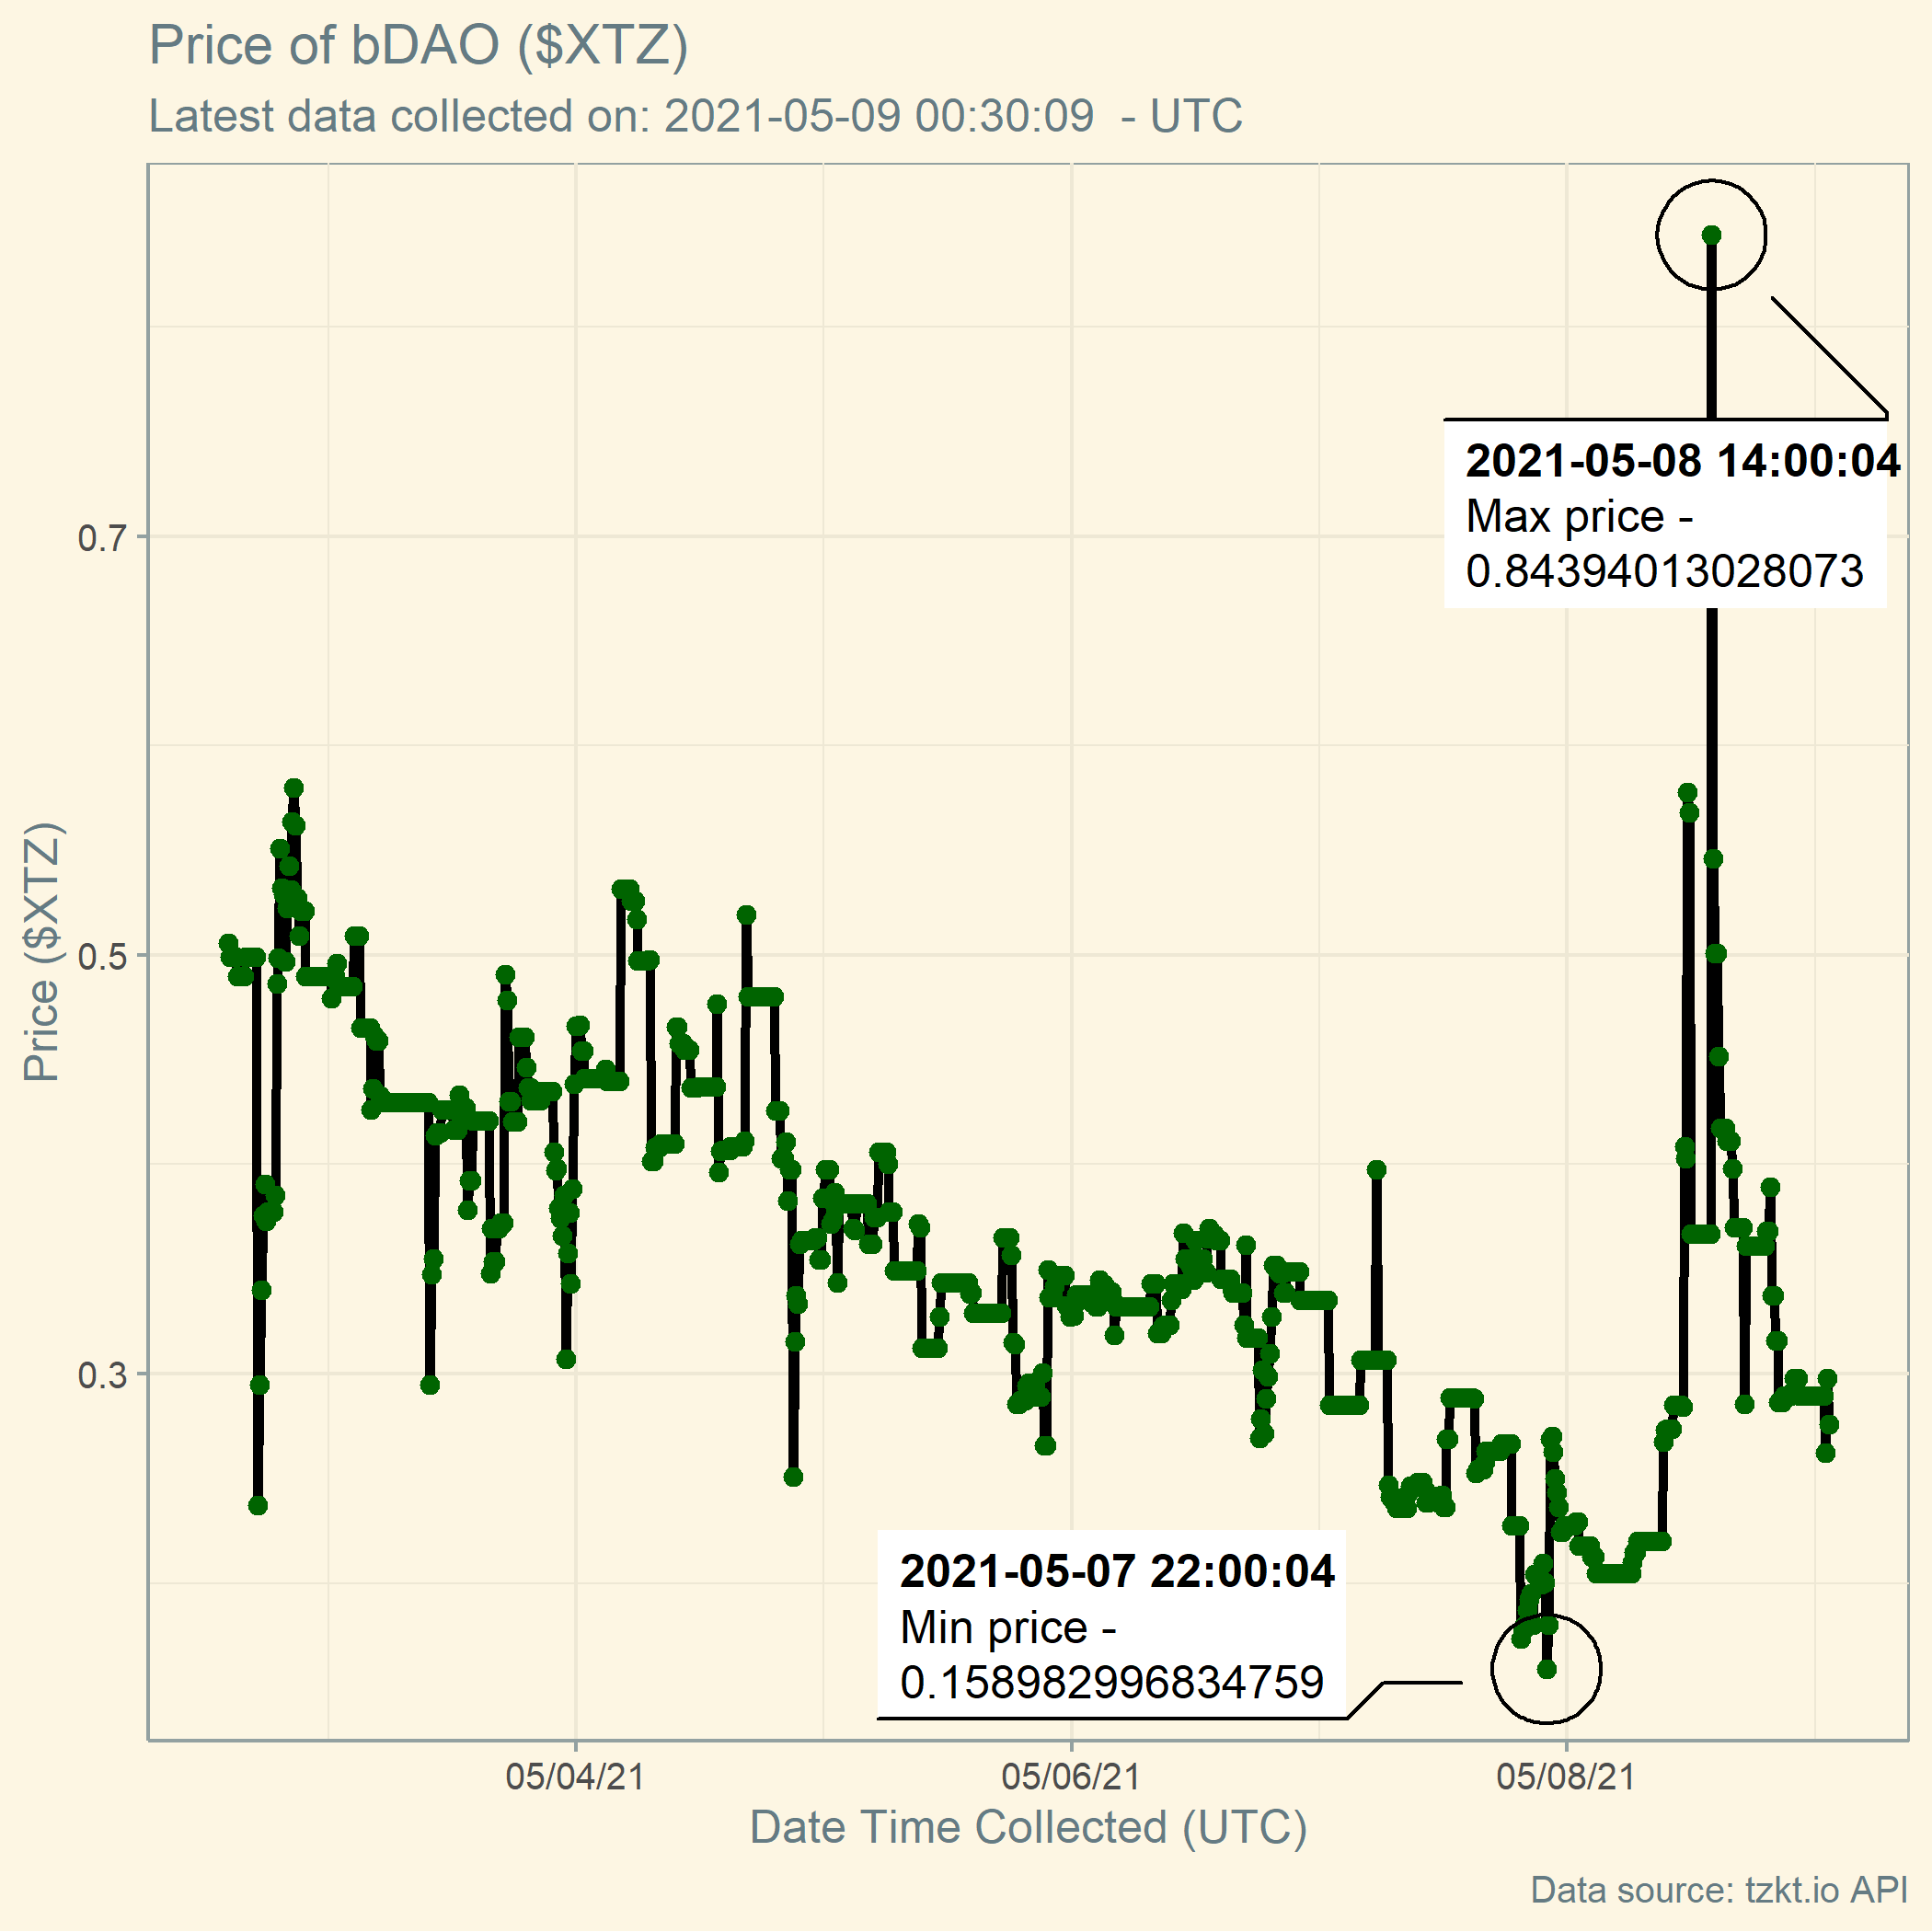 Price of bDAO ($XTZ)
Latest data collected on: 2021-05-09 00:30:09  - UTC
2021-05-08 14:00:04
Max price -
0.84394013028073
0.7
0.5
0.3
Price ($XTZ)
2021-05-07 22:00:04
Min price -
0.158982996834759
05/04/21
05/06/21
05/08/21
Date Time Collected (UTC)
Data source: tzkt.io API